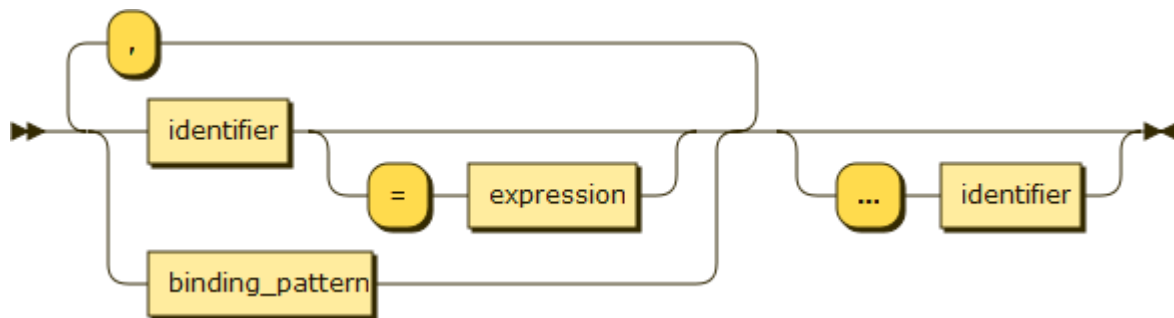 ,
identifier
= expression ... identifier
binding_pattern